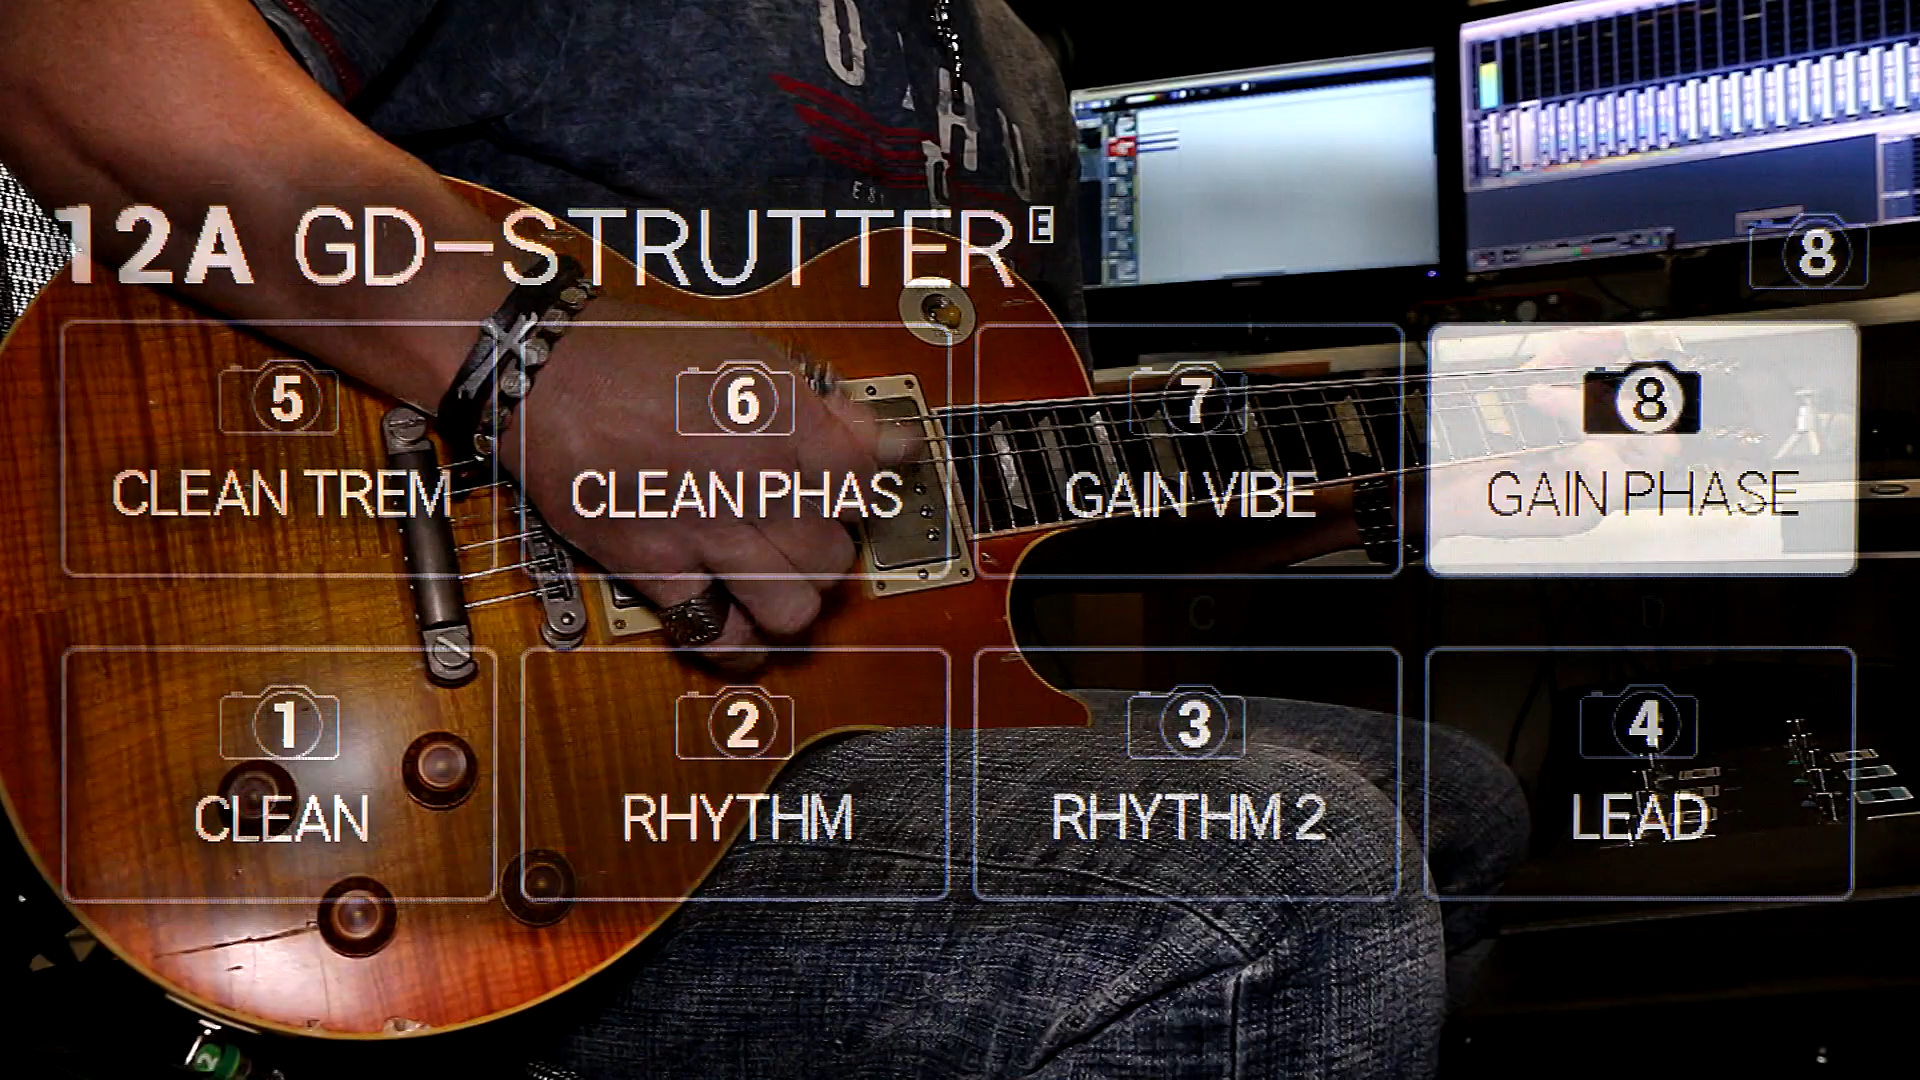 12A GD-STRUTTER E
8
5 6 7 8
CLEAN TREM CLEAN PHAS GAIN VIBE GAIN PHASE
C D
1 2 3 4
CLEAN RHYTHM RHYTHM 2 LEAD
2